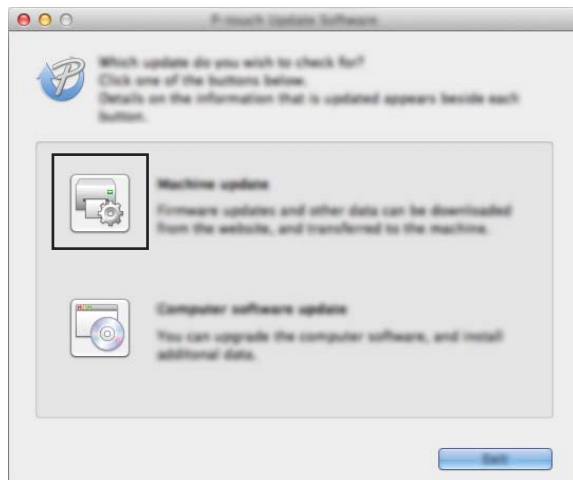 P-touch Update Software
Which update do you wish to check for?
Click one of the buttons below.
Details on the information that is updated appears beside each
button.
Machine update
Firmware updates and other data can be downloaded
from the website, and transferred to the machine.
Computer software update
You can upgrade the computer software, and install
additonal data.
Exit